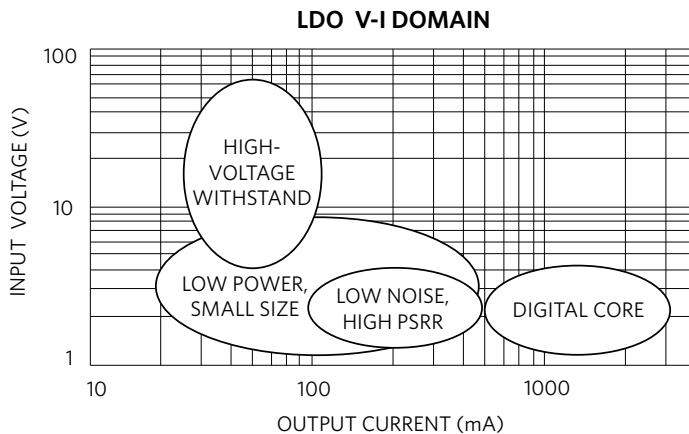 LDO V-I DOMAIN
100
10
1
INPUT VOLTAGE (V)
HIGH-
VOLTAGE
WITHSTAND
LOW POWER,
SMALL SIZE
LOW NOISE,
HIGH PSRR
DIGITAL CORE
10
100
1000
OUTPUT CURRENT (mA)